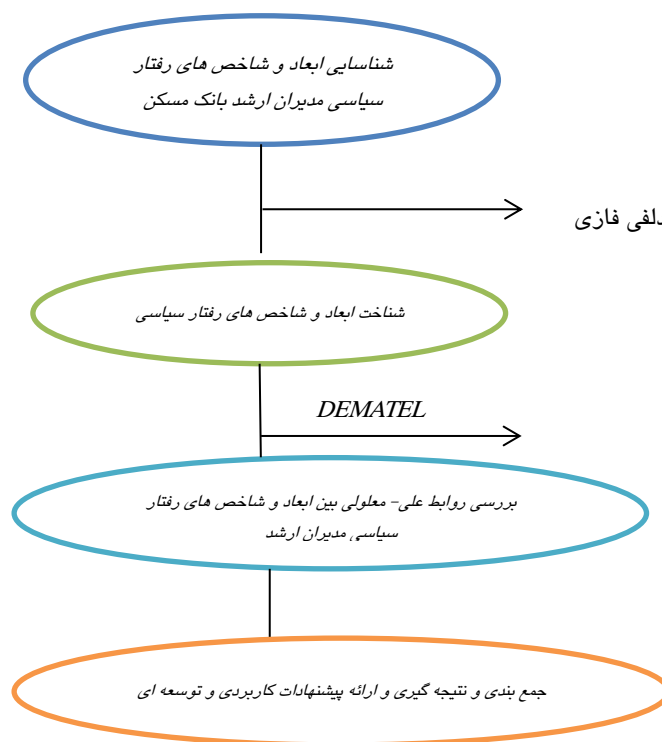 شناسایی ابعاد و شاخص های رفتار
سیاسی مدیران ارشد بانک مسکن
دلفی فازی
شناخت ابعاد و شاخص های رفتار سیاسی
DEMATEL
بررسی روابط علی- معلولی بین ابعاد و شاخص های رفتار
سیاسی مدیران ارشد
جمع بندی و نتیجه گیری و ارائه پیشنهادات کاربردی و توسعه ای